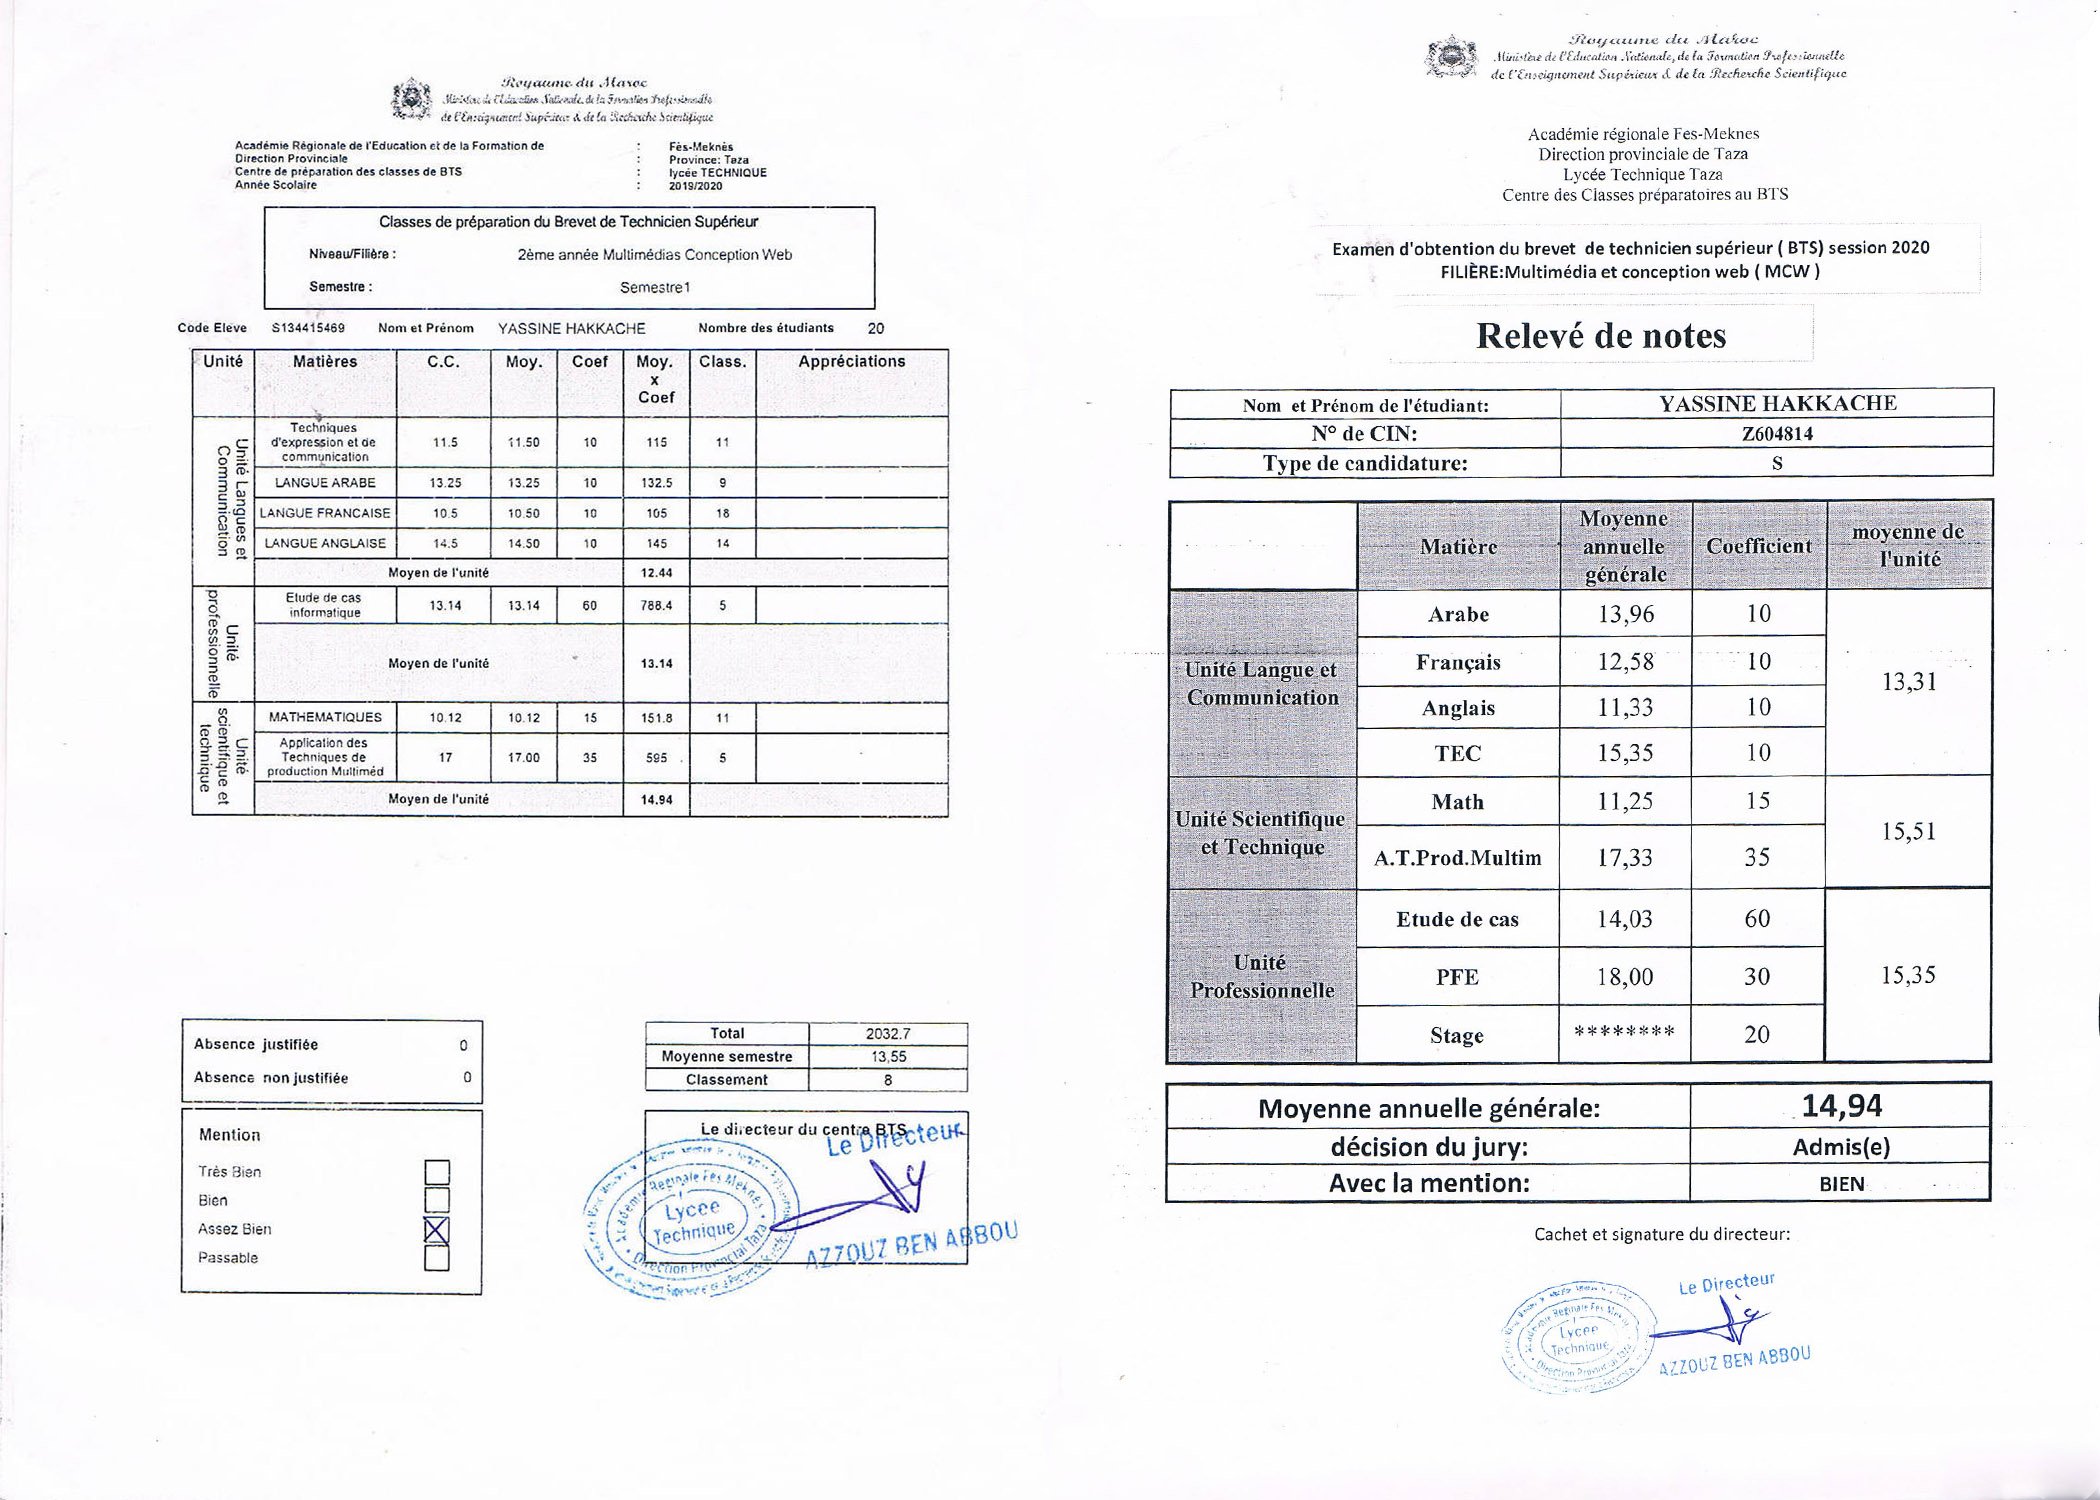 Royaume du Maroc
Ministère de l'Education Nationale, de la Formation Professionnelle
de l'Enseignement Supérieur & de la Recherche Scientifique
Académie Régionale de l'Education et de la Formation de : Fès-Meknès
Direction Provinciale : Province: Taza
Centre de préparation des classes de BTS : lycée TECHNIQUE
Année Scolaire : 2019/2020
Classes de préparation du Brevet de Technicien Supérieur
Niveau/Filière : 2ème année Multimédias Conception Web
Semestre : Semestre1
Code Eleve S134415469 Nom et Prénom YASSINE HAKKACHE Nombre des étudiants 20
Unité Matières C.C. Moy. Coef Moy. x Coef Class. Appréciations
Unité Langues et Communication
Techniques d'expression et de communication 11.5 11.50 10 115 11
LANGUE ARABE 13.25 13.25 10 132.5 9
LANGUE FRANCAISE 10.5 10.50 10 105 18
LANGUE ANGLAISE 14.5 14.50 10 145 14
Moyen de l'unité 12.44
Unité professionnelle
Etude de cas informatique 13.14 13.14 60 788.4 5
Moyen de l'unité 13.14
Unité scientifique et technique
MATHEMATIQUES 10.12 10.12 15 151.8 11
Application des Techniques de production Multiméd 17 17.00 35 595 5
Moyen de l'unité 14.94
Absence justifiée 0
Absence non justifiée 0
Total 2032.7
Moyenne semestre 13,55
Classement 8
Mention
Très Bien
Bien
Assez Bien X
Passable
Le directeur du centre BTS
Le Directeur
Lycée
Technique
AZZOUZ BEN ABBOU
Royaume du Maroc
Ministère de l'Education Nationale, de la Formation Professionnelle
de l'Enseignement Supérieur & de la Recherche Scientifique
Académie régionale Fes-Meknes
Direction provinciale de Taza
Lycée Technique Taza
Centre des Classes préparatoires au BTS
Examen d'obtention du brevet de technicien supérieur ( BTS) session 2020
FILIÈRE:Multimédia et conception web ( MCW )
Relevé de notes
Nom et Prénom de l'étudiant: YASSINE HAKKACHE
N° de CIN: Z604814
Type de candidature: S
Matière Moyenne annuelle générale Coefficient moyenne de l'unité
Unité Langue et Communication
Arabe 13,96 10
Français 12,58 10
13,31
Anglais 11,33 10
TEC 15,35 10
Unité Scientifique et Technique
Math 11,25 15
15,51
A.T.Prod.Multim 17,33 35
Unité Professionnelle
Etude de cas 14,03 60
PFE 18,00 30 15,35
Stage ******** 20
Moyenne annuelle générale: 14,94
décision du jury: Admis(e)
Avec la mention: BIEN
Cachet et signature du directeur:
Le Directeur
Lycée
Technique
AZZOUZ BEN ABBOU